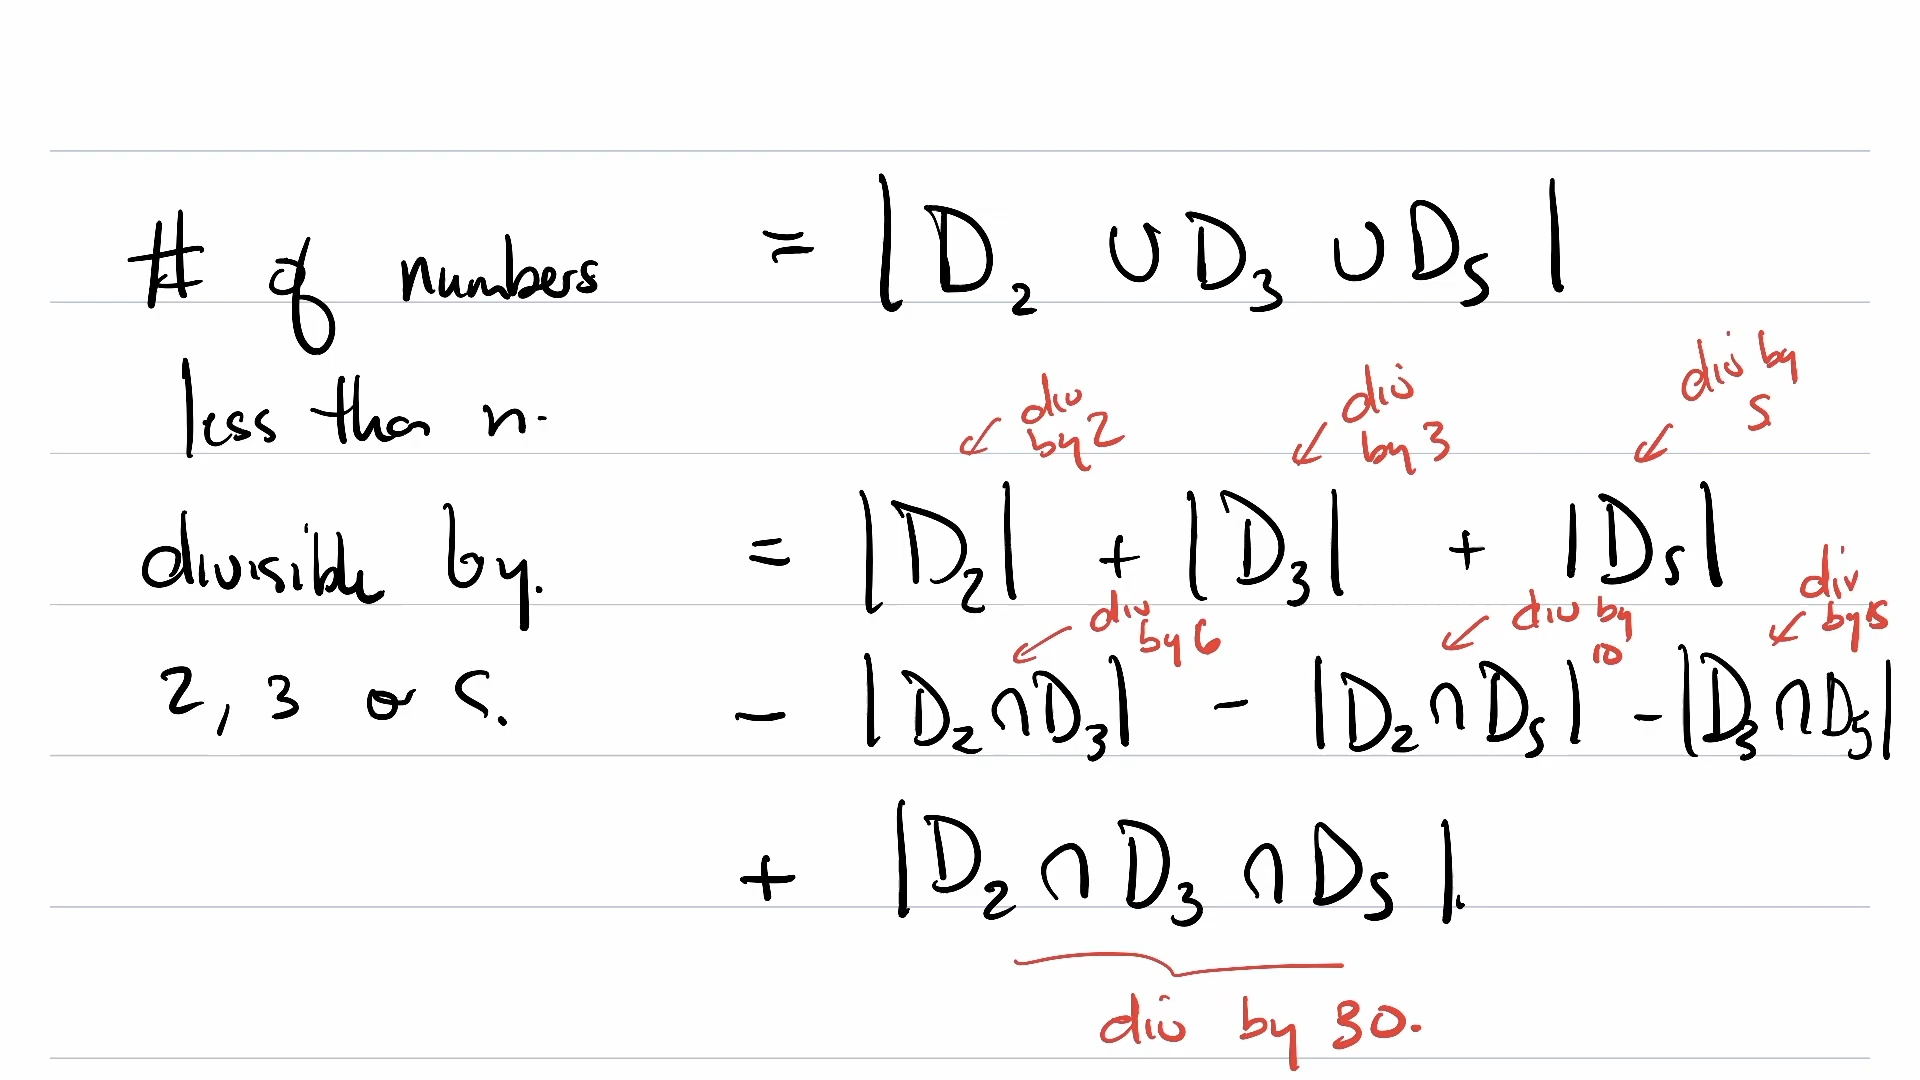 # of numbers = |D₂ ∪ D₃ ∪ D₅|
less than n.
div by 2
div by 3
div by 5
divisible by. = |D₂| + |D₃| + |D₅|
div by 6
div by 10
div by 15
2, 3 or 5. - |D₂∩D₃| - |D₂∩D₅| - |D₃∩D₅|
+ |D₂ ∩ D₃ ∩ D₅|.
div by 30.